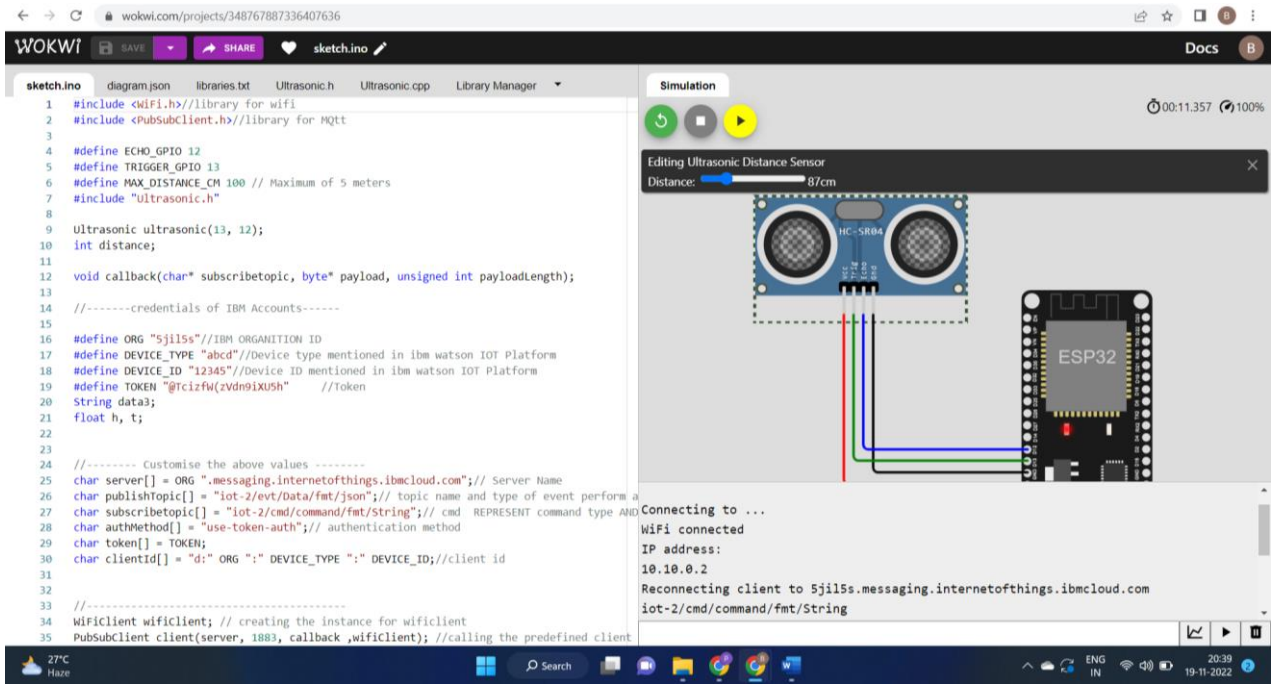 wokwi.com/projects/348767887336407636
B
WOKWi SAVE SHARE sketch.ino Docs B
sketch.ino diagram.json libraries.txt Ultrasonic.h Ultrasonic.cpp Library Manager
1 #include <WiFi.h>//library for wifi
2 #include <PubSubClient.h>//library for MQtt
3
4 #define ECHO_GPIO 12
5 #define TRIGGER_GPIO 13
6 #define MAX_DISTANCE_CM 100 // Maximum of 5 meters
7 #include "Ultrasonic.h"
8
9 Ultrasonic ultrasonic(13, 12);
10 int distance;
11
12 void callback(char* subscribetopic, byte* payload, unsigned int payloadLength);
13
14 //-------credentials of IBM Accounts------
15
16 #define ORG "5jil5s"//IBM ORGANITION ID
17 #define DEVICE_TYPE "abcd"//Device type mentioned in ibm watson IOT Platform
18 #define DEVICE_ID "12345"//Device ID mentioned in ibm watson IOT Platform
19 #define TOKEN "@TcizfW(zVdn9iXU5h" //Token
20 String data3;
21 float h, t;
22
23
24 //-------- Customise the above values --------
25 char server[] = ORG ".messaging.internetofthings.ibmcloud.com";// Server Name
26 char publishTopic[] = "iot-2/evt/Data/fmt/json";// topic name and type of event perform a
27 char subscribetopic[] = "iot-2/cmd/command/fmt/String";// cmd REPRESENT command type AND
28 char authMethod[] = "use-token-auth";// authentication method
29 char token[] = TOKEN;
30 char clientId[] = "d:" ORG ":" DEVICE_TYPE ":" DEVICE_ID;//client id
31
32
33 //-----------------------------------------
34 WiFiClient wifiClient; // creating the instance for wificlient
35 PubSubClient client(server, 1883, callback ,wifiClient); //calling the predefined client
Simulation
00:11.357 100%
Editing Ultrasonic Distance Sensor
Distance: 87cm
HC-SR04
Vcc
Trig
Echo
Gnd
ESP32
Connecting to ...
WiFi connected
IP address:
10.10.0.2
Reconnecting client to 5jil5s.messaging.internetofthings.ibmcloud.com
iot-2/cmd/command/fmt/String
27°C
Haze
Search
ENG
IN
20:39
19-11-2022
2